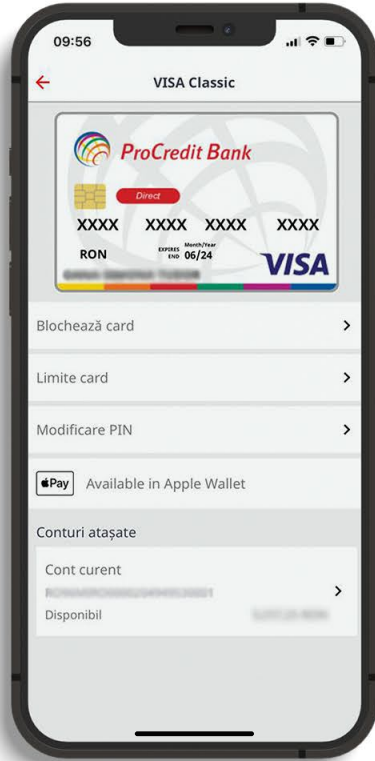 09:56
VISA Classic
ProCredit Bank
Direct
XXXX XXXX XXXX XXXX
RON EXPIRES END Month/Year 06/24 VISA
Blochează card
Limite card
Modificare PIN
Pay Available in Apple Wallet
Conturi atașate
Cont curent
Disponibil